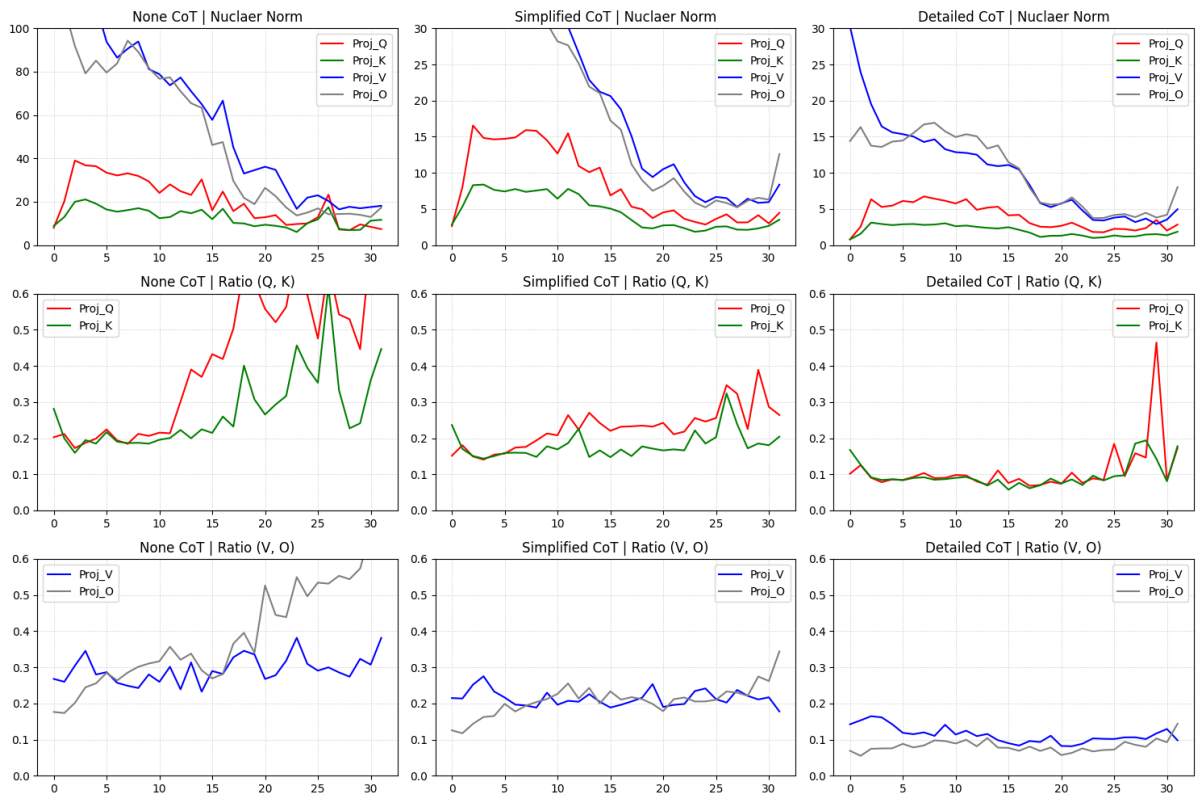 None CoT | Nuclaer Norm
100
80
60
40
20
0
0 5 10 15 20 25 30
Proj_Q
Proj_K
Proj_V
Proj_O
Simplified CoT | Nuclaer Norm
30
25
20
15
10
5
0
0 5 10 15 20 25 30
Proj_Q
Proj_K
Proj_V
Proj_O
Detailed CoT | Nuclaer Norm
30
25
20
15
10
5
0
0 5 10 15 20 25 30
Proj_Q
Proj_K
Proj_V
Proj_O
None CoT | Ratio (Q, K)
0.6
0.5
0.4
0.3
0.2
0.1
0.0
0 5 10 15 20 25 30
Proj_Q
Proj_K
Simplified CoT | Ratio (Q, K)
0.6
0.5
0.4
0.3
0.2
0.1
0.0
0 5 10 15 20 25 30
Proj_Q
Proj_K
Detailed CoT | Ratio (Q, K)
0.6
0.5
0.4
0.3
0.2
0.1
0.0
0 5 10 15 20 25 30
Proj_Q
Proj_K
None CoT | Ratio (V, O)
0.6
0.5
0.4
0.3
0.2
0.1
0.0
0 5 10 15 20 25 30
Proj_V
Proj_O
Simplified CoT | Ratio (V, O)
0.6
0.5
0.4
0.3
0.2
0.1
0.0
0 5 10 15 20 25 30
Proj_V
Proj_O
Detailed CoT | Ratio (V, O)
0.6
0.5
0.4
0.3
0.2
0.1
0.0
0 5 10 15 20 25 30
Proj_V
Proj_O